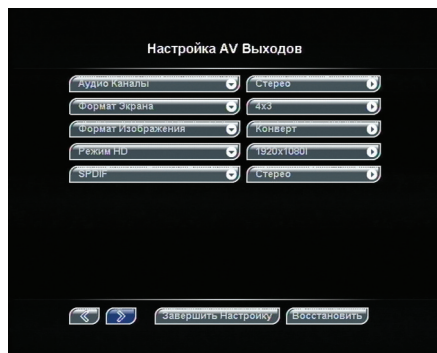 Настройка AV Выходов
Аудио Каналы Стерео
Формат Экрана 4x3
Формат Изображения Конверт
Режим HD 1920x1080I
SPDIF Стерео
Завершить Настройку Восстановить